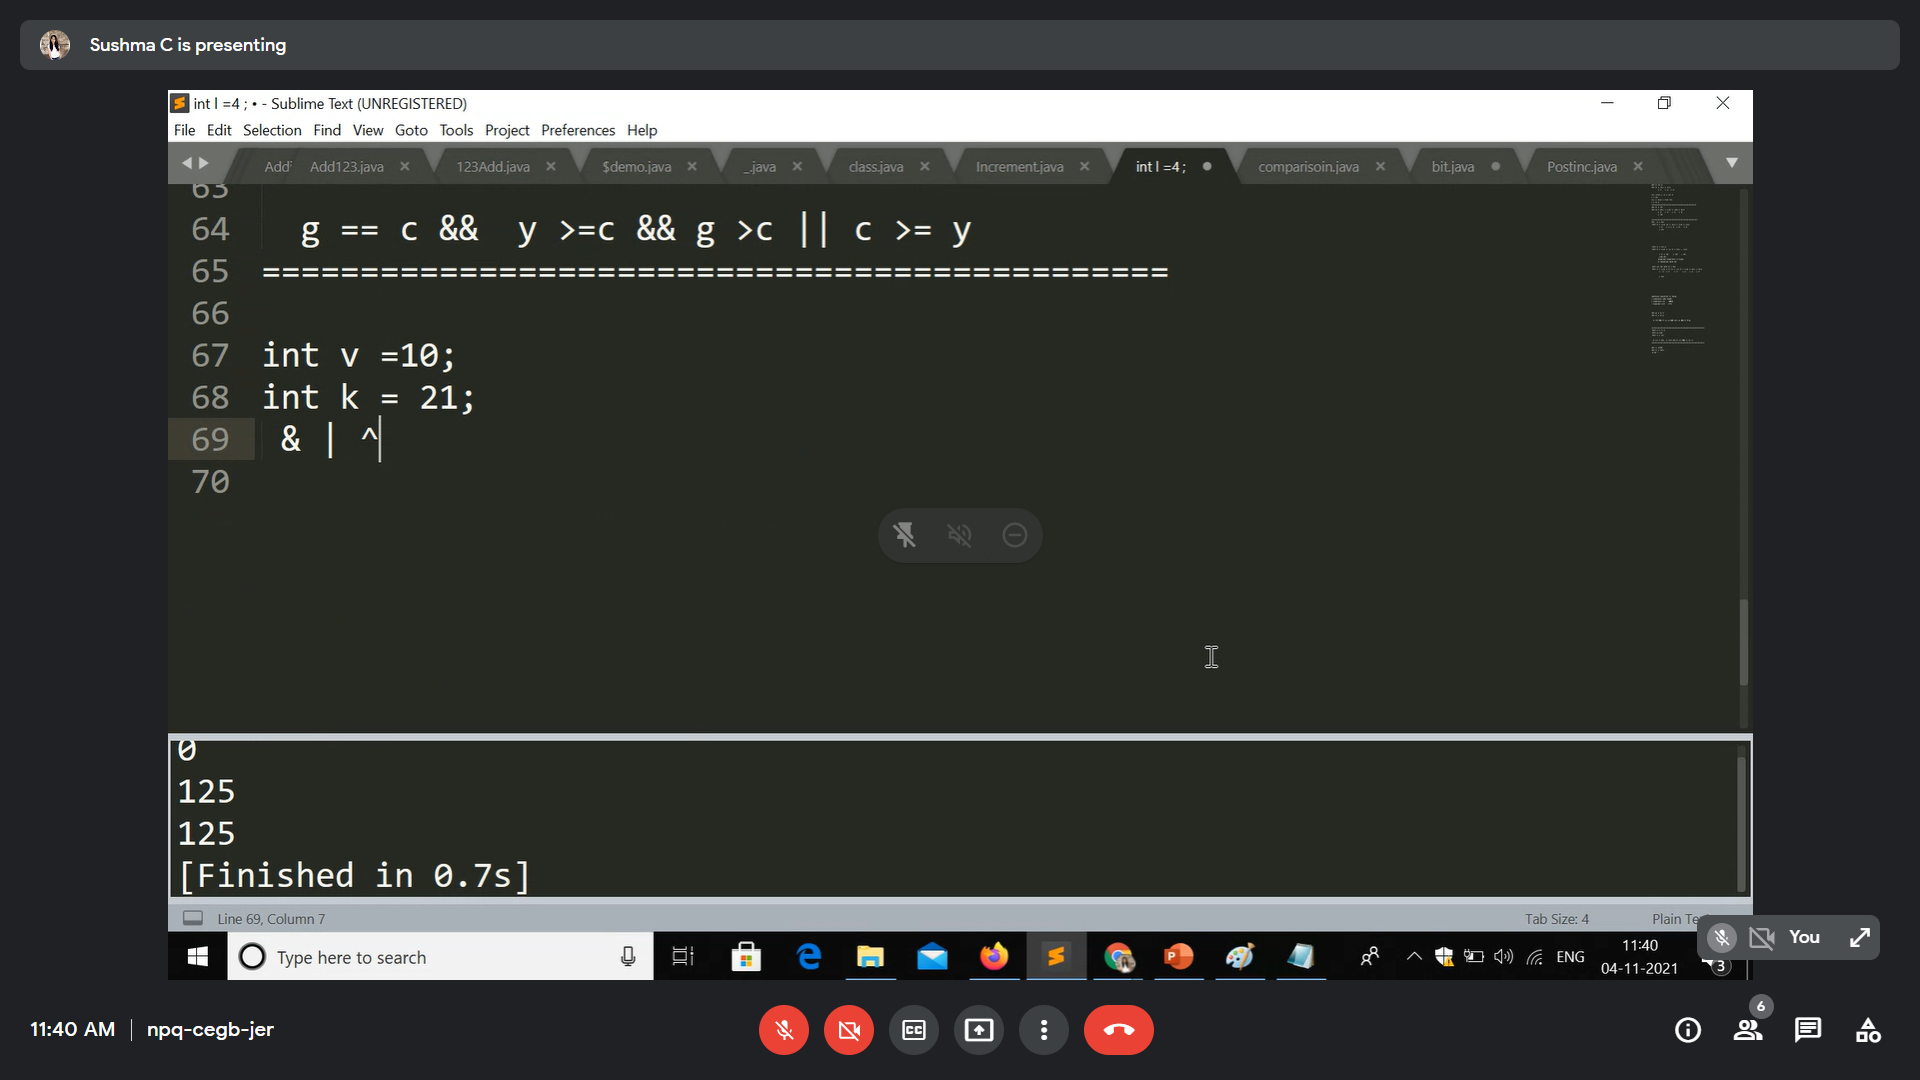 Sushma C is presenting
int l =4 ; • - Sublime Text (UNREGISTERED)
File Edit Selection Find View Goto Tools Project Preferences Help
Add Add123.java 123Add.java $demo.java _.java class.java Increment.java int l =4 ; comparisoin.java bit.java Postinc.java
63
64 g == c && y >=c && g >c || c >= y
65 ==============================================
66
67 int v =10;
68 int k = 21;
69 & | ^
70
0
125
125
[Finished in 0.7s]
Line 69, Column 7 Tab Size: 4 Plain Te
Type here to search ENG 11:40
04-11-2021 3
You
11:40 AM | npq-cegb-jer
6